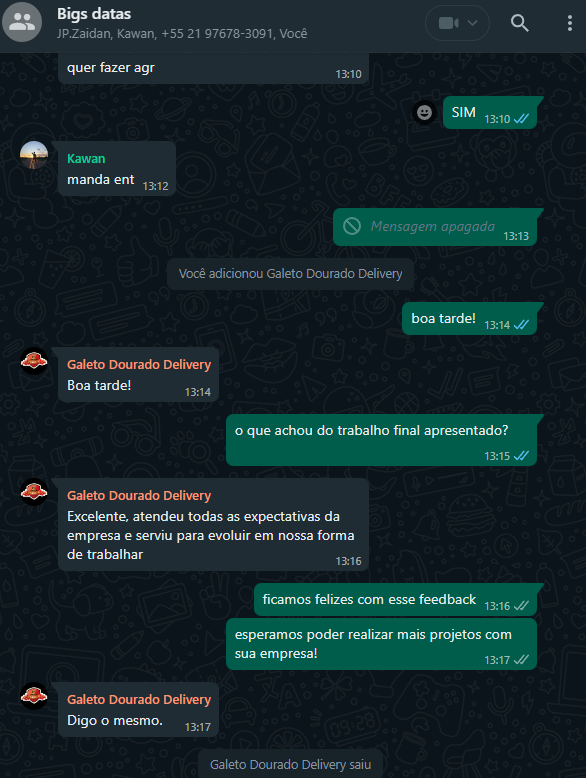 Bigs datas
JP.Zaidan, Kawan, +55 21 97678-3091, Você
quer fazer agr
13:10
SIM
13:10
Kawan
manda ent
13:12
Mensagem apagada
13:13
Você adicionou Galeto Dourado Delivery
boa tarde!
13:14
Galeto Dourado Delivery
Boa tarde!
13:14
o que achou do trabalho final apresentado?
13:15
Galeto Dourado Delivery
Excelente, atendeu todas as expectativas da
empresa e serviu para evoluir em nossa forma
de trabalhar
13:16
ficamos felizes com esse feedback
13:16
esperamos poder realizar mais projetos com
sua empresa!
13:17
Galeto Dourado Delivery
Digo o mesmo.
13:17
Galeto Dourado Delivery saiu